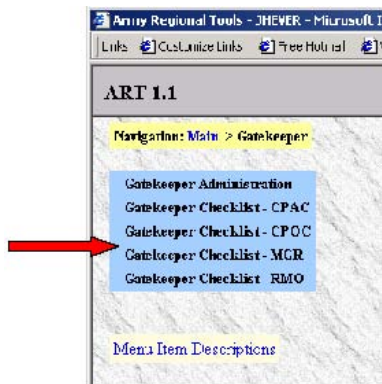 Army Regional Tools - JHEVER - Microsoft I
Links Customize Links Free Hotmail
ART 1.1
Navigation: Main > Gatekeeper
Gatekeeper Administration
Gatekeeper Checklist - CPAC
Gatekeeper Checklist - CPOC
Gatekeeper Checklist - MGR
Gatekeeper Checklist - RMO
Menu Item Descriptions